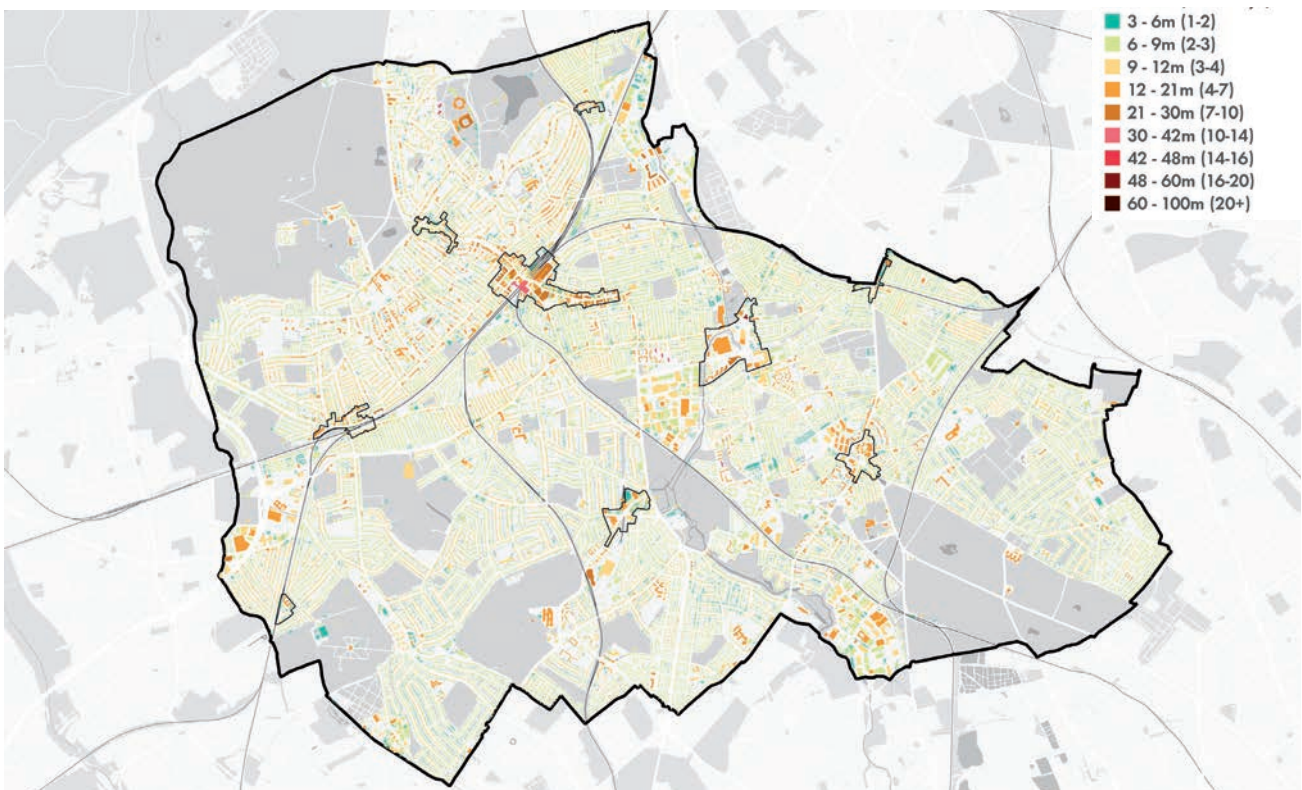 3 - 6m (1-2)
6 - 9m (2-3)
9 - 12m (3-4)
12 - 21m (4-7)
21 - 30m (7-10)
30 - 42m (10-14)
42 - 48m (14-16)
48 - 60m (16-20)
60 - 100m (20+)